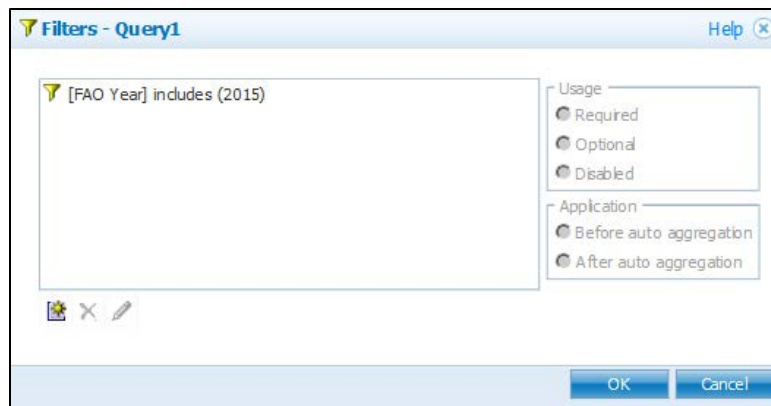 Filters - Query1
Help
[FAO Year] includes (2015)
Usage
Required
Optional
Disabled
Application
Before auto aggregation
After auto aggregation
OK
Cancel